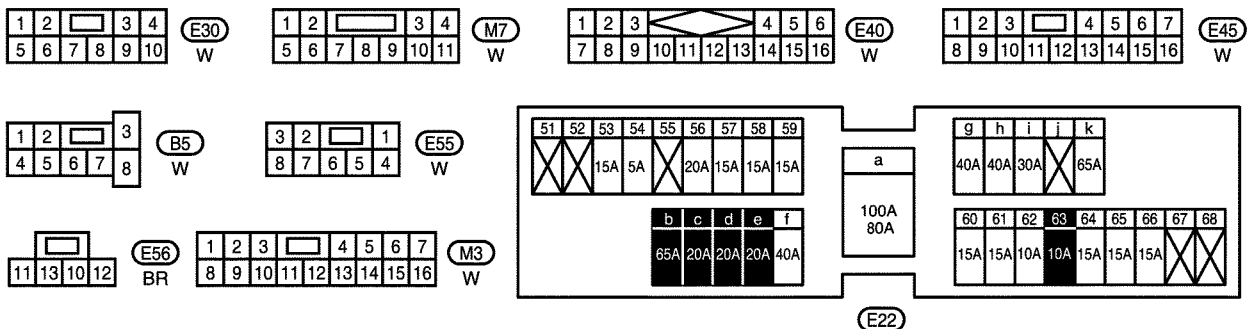 1 2 3 4
5 6 7 8 9 10
E30
W
1 2 3 4
5 6 7 8 9 10 11
M7
W
1 2 3 4 5 6
7 8 9 10 11 12 13 14 15 16
E40
W
1 2 3 4 5 6 7
8 9 10 11 12 13 14 15 16
E45
W
1 2 3
4 5 6 7 8
B5
W
3 2 1
8 7 6 5 4
E55
W
11 13 10 12
E56
BR
1 2 3 4 5 6 7
8 9 10 11 12 13 14 15 16
M3
W
51 52 53 54 55 56 57 58 59
15A 5A 20A 15A 15A 15A
b c d e f
65A 20A 20A 20A 40A
a
100A
80A
g h i j k
40A 40A 30A 65A
60 61 62 63 64 65 66 67 68
15A 15A 10A 10A 15A 15A 15A
E22